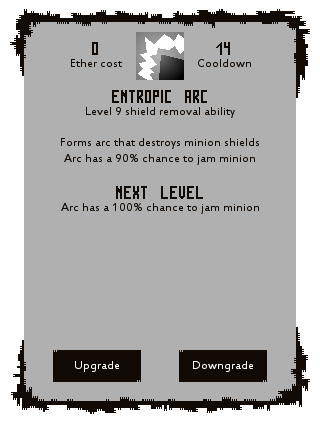 0
Ether cost
14
Cooldown
ENTROPIC ARC
Level 9 shield removal ability
Forms arc that destroys minion shields
Arc has a 90% chance to jam minion
NEXT LEVEL
Arc has a 100% chance to jam minion
Upgrade
Downgrade